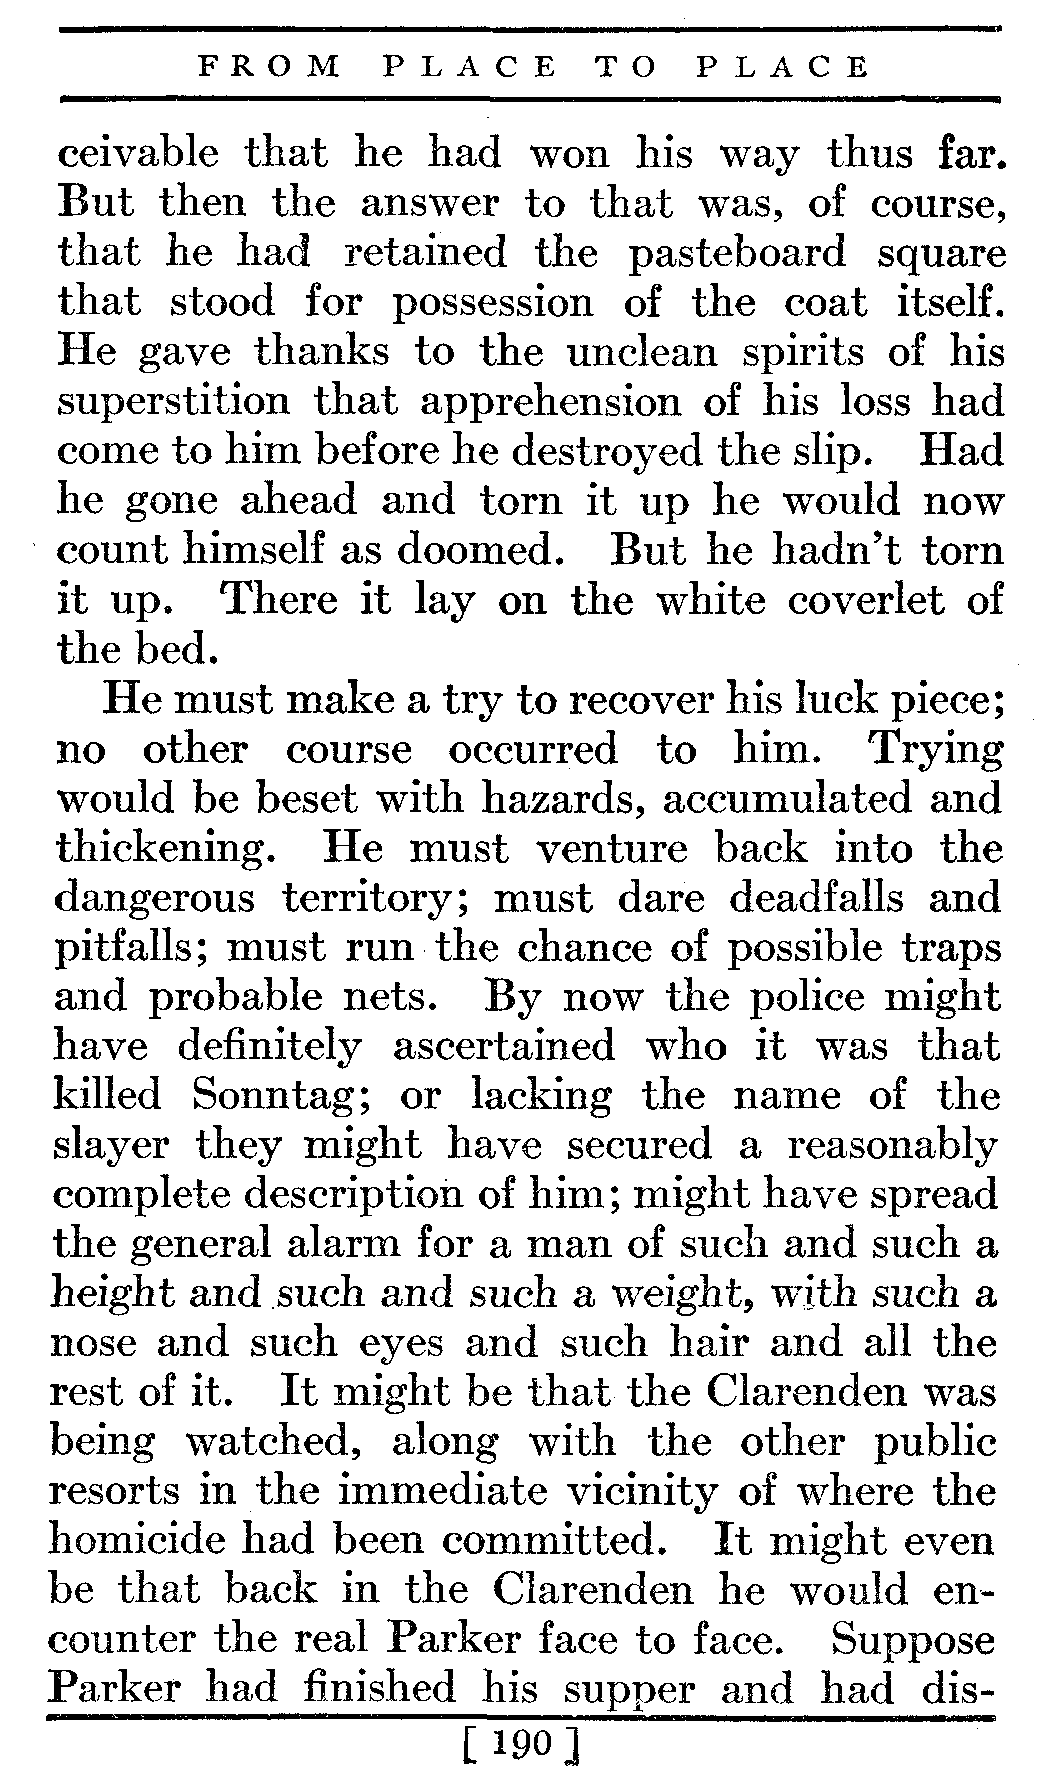 FROM PLACE TO PLACE
ceivable that he had won his way thus far.
But then the answer to that was, of course,
that he had retained the pasteboard square
that stood for possession of the coat itself.
He gave thanks to the unclean spirits of his
superstition that apprehension of his loss had
come to him before he destroyed the slip. Had
he gone ahead and torn it up he would now
count himself as doomed. But he hadn't torn
it up. There it lay on the white coverlet of
the bed.
He must make a try to recover his luck piece;
no other course occurred to him. Trying
would be beset with hazards, accumulated and
thickening. He must venture back into the
dangerous territory; must dare deadfalls and
pitfalls; must run the chance of possible traps
and probable nets. By now the police might
have definitely ascertained who it was that
killed Sonntag; or lacking the name of the
slayer they might have secured a reasonably
complete description of him; might have spread
the general alarm for a man of such and such a
height and such and such a weight, with such a
nose and such eyes and such hair and all the
rest of it. It might be that the Clarenden was
being watched, along with the other public
resorts in the immediate vicinity of where the
homicide had been committed. It might even
be that back in the Clarenden he would en-
counter the real Parker face to face. Suppose
Parker had finished his supper and had dis-
[ 190 ]